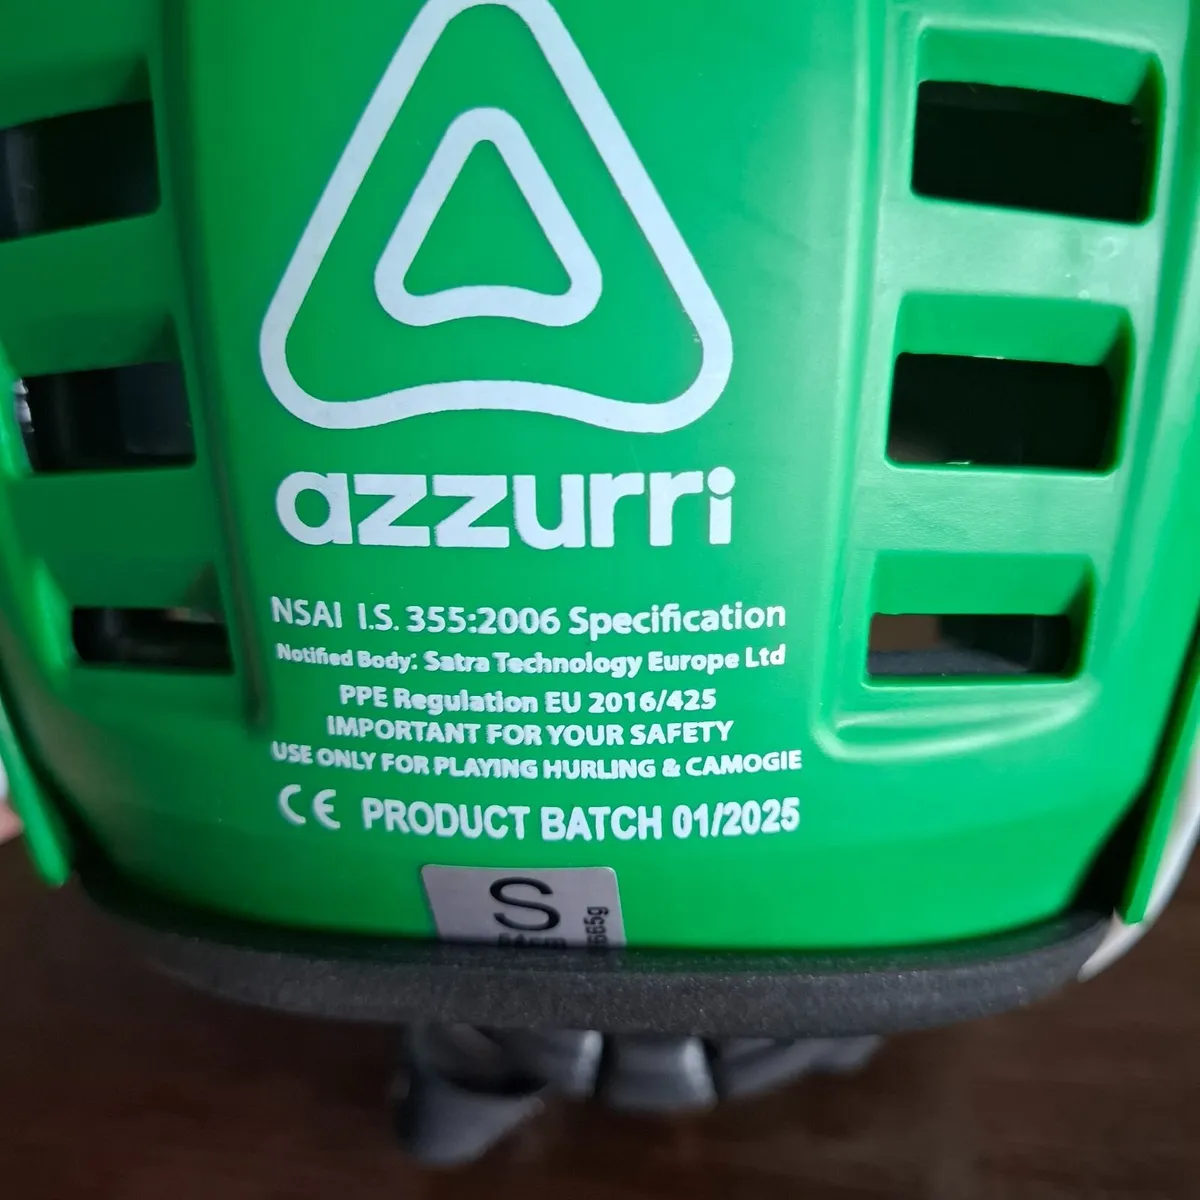 azzurri
NSAI I.S. 355:2006 Specification
Notified Body: Satra Technology Europe Ltd
PPE Regulation EU 2016/425
IMPORTANT FOR YOUR SAFETY
USE ONLY FOR PLAYING HURLING & CAMOGIE
CE PRODUCT BATCH 01/2025
S